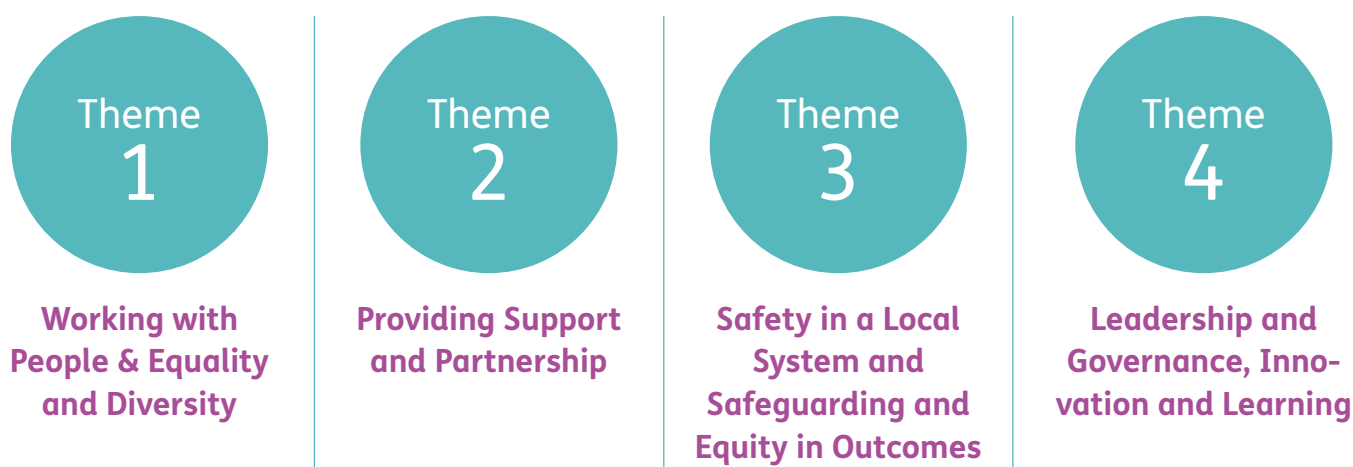 Theme
1
Working with
People & Equality
and Diversity
Theme
2
Providing Support
and Partnership
Theme
3
Safety in a Local
System and
Safeguarding and
Equity in Outcomes
Theme
4
Leadership and
Governance, Inno-
vation and Learning